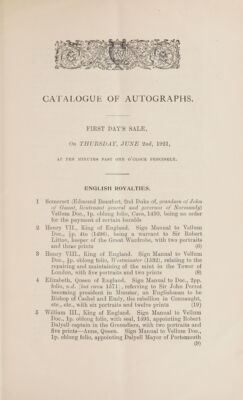 CATALOGUE OF AUTOGRAPHS.
FIRST DAY'S SALE,
On THURSDAY, JUNE 2nd, 1921,
AT TEN MINUTES PAST ONE O'CLOCK PRECISELY.
ENGLISH ROYALTIES.
1 Somerset (Edmund Beaufort, 2nd Duke of, grandson of John
of Gaunt, lieutenant general and governor of Normandy)
Vellum Doc., 1p. oblong folio, Caen, 1450, being an order
for the payment of certain
2 Henry VII., King of England. Sign Manual to Vellum
Doc., 1p. 4to (1496), being a warrant to Sir Robert
Litton, keeper of the Great Wardrobe, with two portraits
and three prints (6)
3 Henry VIII., King of England. Sign Manual to Vellum
Doc., 1p. oblong folio, Westminster (1532), relating to the
repairing and maintaining of the mint in the Tower of
London, with five portraits and two prints (8)
4 Elizabeth, Queen of England. Sign Manual to Doc., 2pp.
folio, n.d. (but circa 1571), referring to Sir John Perrot
becoming president in Munster, an Englishman to be
Bishop of Cashel and Emly, the rebellion in Connaught,
etc., etc., with six portraits and twelve prints (19)
5 William III., King of England. Sign Manual to Vellum
Doc., 1p. oblong folio, with seal, 1695, appointing Robert
Dalyell captain in the Grenadiers, with two portraits and
five prints—Anne, Queen. Sign Manual to Vellum Doc.,
1p. oblong folio, appointing Dalyell Mayor of Portsmouth
(9)